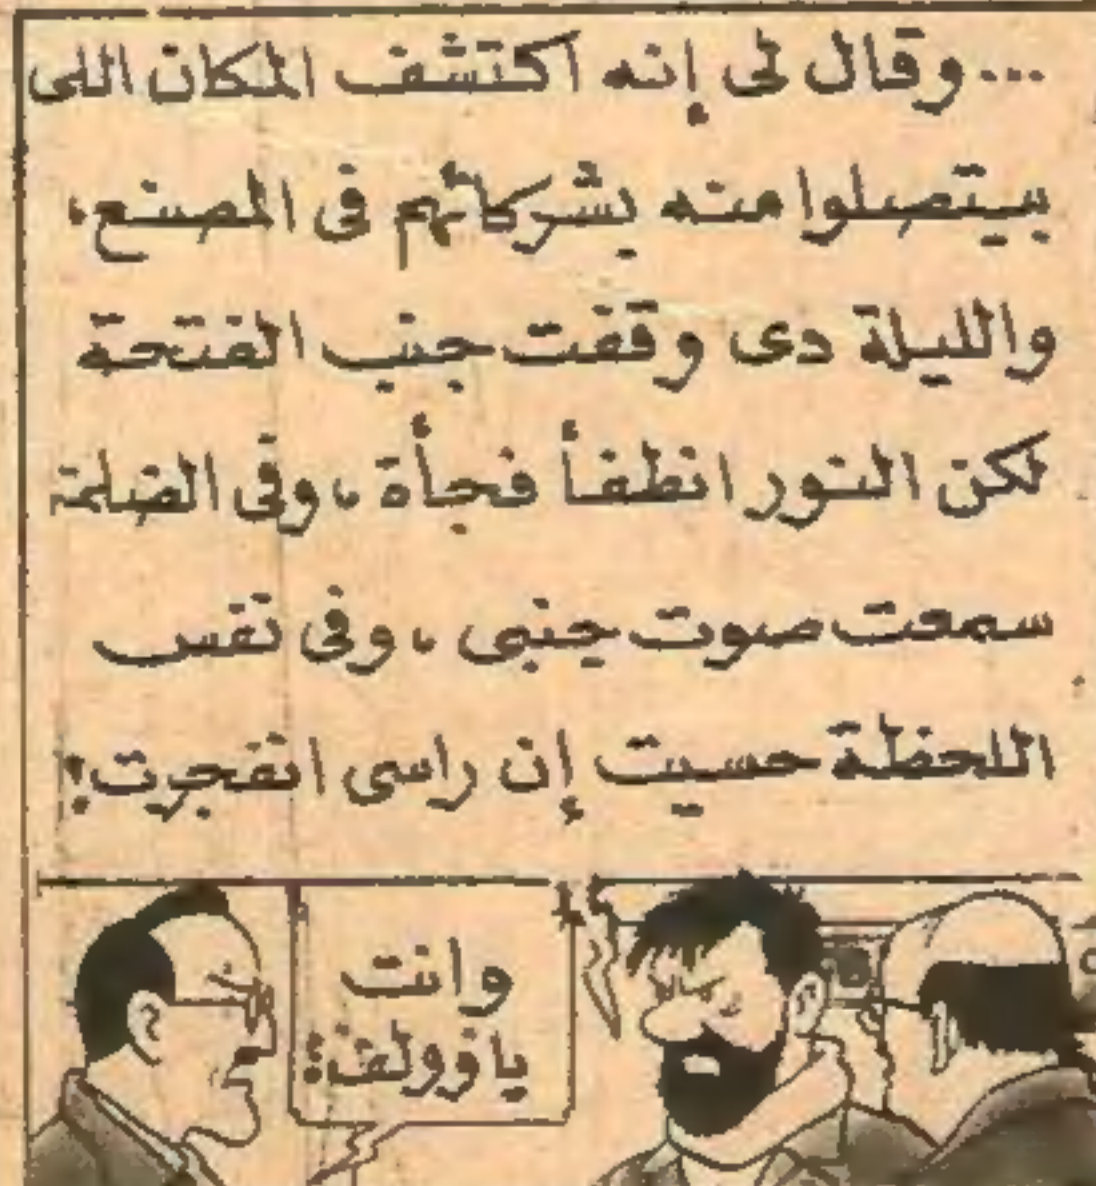 ... وقال لى إنه اكتشف المكان اللى
بيتصلوا منه بشركائهم فى المصنع،
والليلة دى وقفت جنب الفتحة
لكن النور انطفأ فجأة، وفى الضلمة
سمعت صوت جنبى، وفى نفس
اللحظة حسيت إن راسى انفجرت!
وانت
يا ڤولف؟